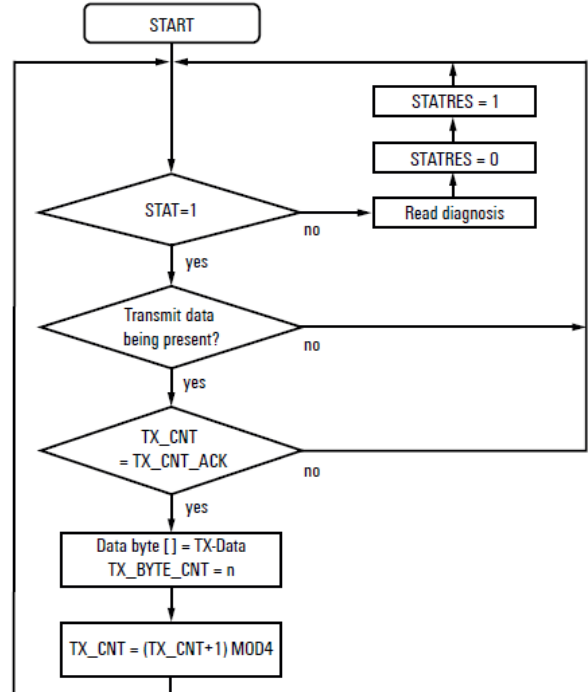 START
STATRES = 1
STATRES = 0
STAT=1
Read diagnosis
no
yes
Transmit data
being present?
no
yes
TX_CNT
= TX_CNT_ACK
no
yes
Data byte [ ] = TX-Data
TX_BYTE_CNT = n
TX_CNT = (TX_CNT+1) MOD4